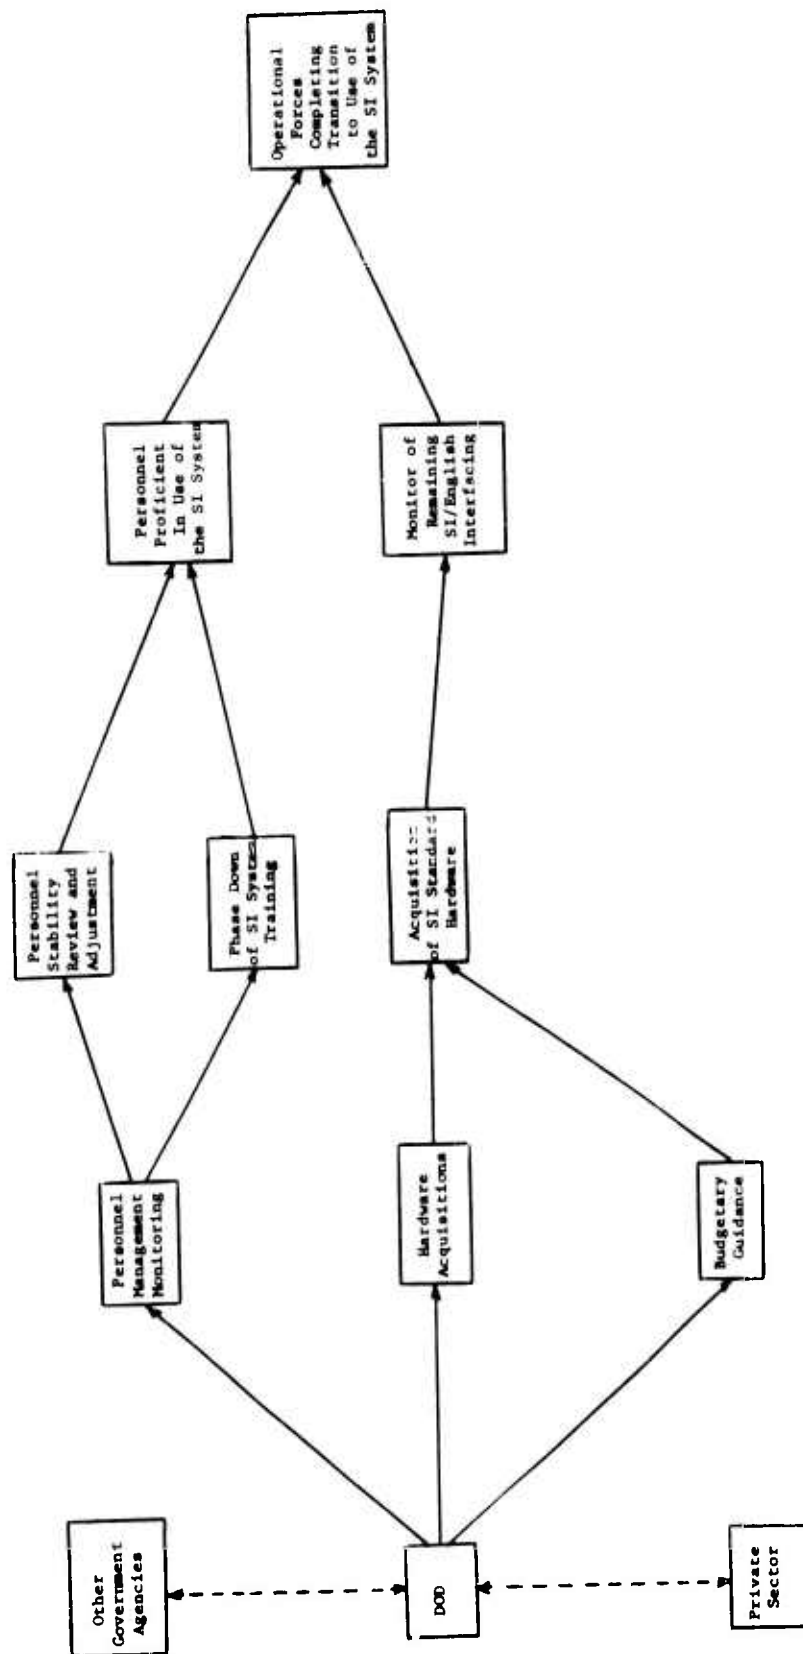 Other
Government
Agencies
DOD
Private
Sector
Personnel
Management
Monitoring
Hardware
Acquisitions
Budgetary
Guidance
Personnel
Stability
Review and
Adjustment
Phase Down
of SI System
Training
Acquisition
of SI Standard
Hardware
Personnel
Proficient
In Use of
the SI System
Monitor of
Remaining
SI/English
Interfacing
Operational
Forces
Completing
Transition
to Use of
the SI System